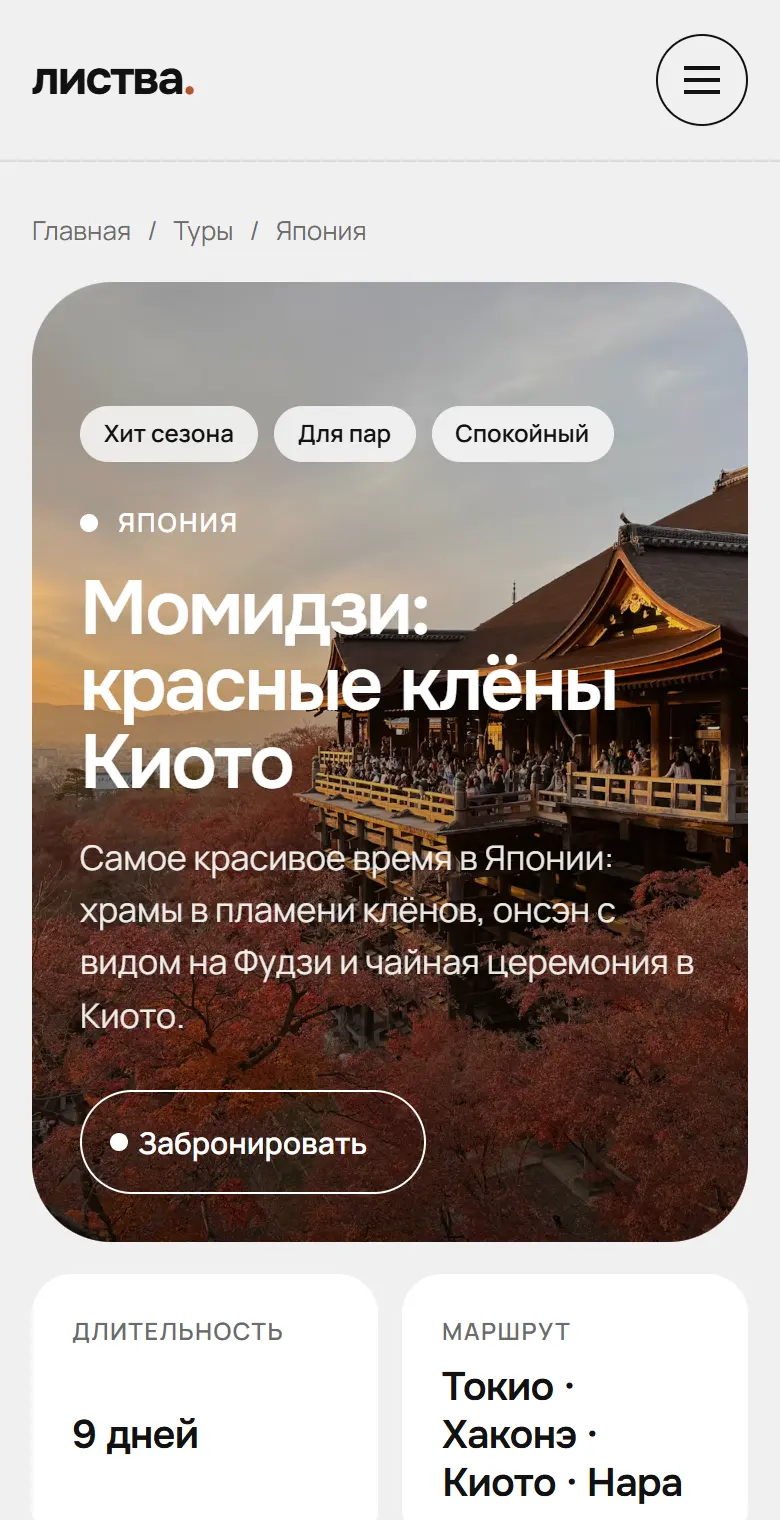 листва.
Главная / Туры / Япония
Хит сезона Для пар Спокойный
ЯПОНИЯ
Момидзи:
красные клёны
Киото
Самое красивое время в Японии:
храмы в пламени клёнов, онсэн с
видом на Фудзи и чайная церемония в
Киото.
Забронировать
ДЛИТЕЛЬНОСТЬ
9 дней
МАРШРУТ
Токио ·
Хаконэ ·
Киото · Нара